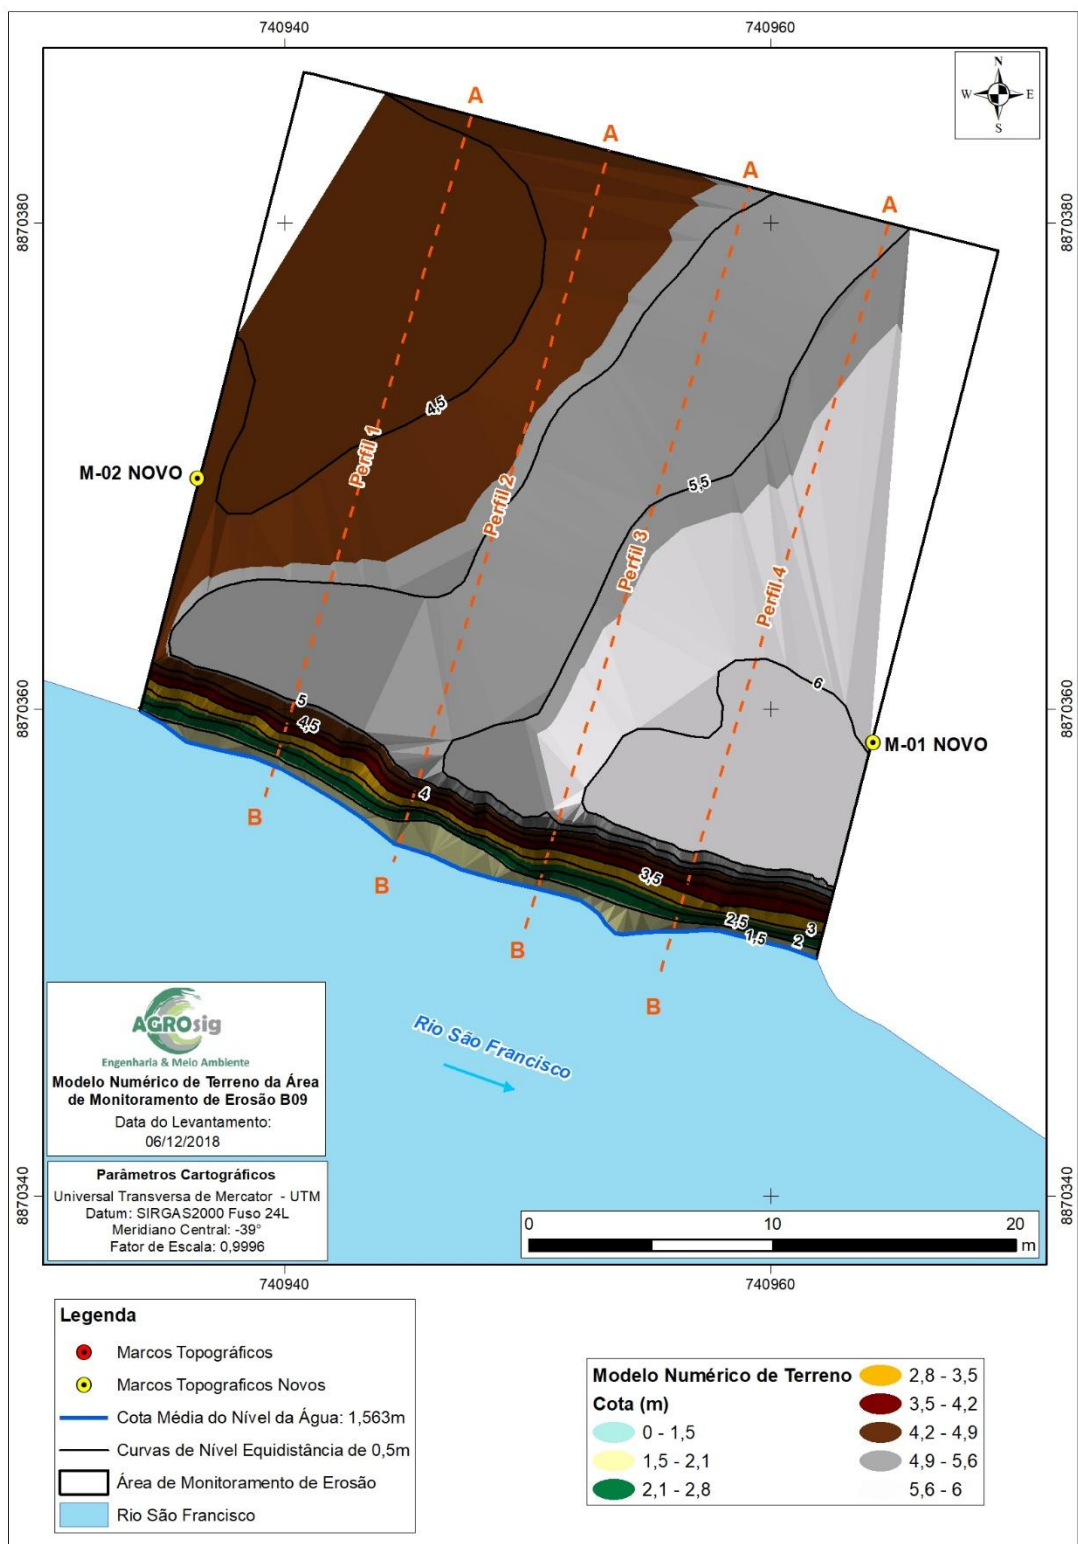 740940
740960
N
W
E
S
A
A
A
A
8870380
8870380
4,5
Perfil 1
M-02 NOVO
Perfil 2
5,5
Perfil 3
Perfil 4
6
8870360
8870360
5
4,5
M-01 NOVO
4
B
3,5
B
2,5
3
1,5
2
B
B
Rio São Francisco
AGROsig
Engenharia & Meio Ambiente
Modelo Numérico de Terreno da Área
de Monitoramento de Erosão B09
Data do Levantamento:
06/12/2018
Parâmetros Cartográficos
Universal Transversa de Mercator - UTM
Datum: SIRGAS2000 Fuso 24L
Meridiano Central: -39°
Fator de Escala: 0,9996
8870340
8870340
0
10
20
m
740940
740960
Legenda
Marcos Topográficos
Marcos Topograficos Novos
Cota Média do Nível da Água: 1,563m
Curvas de Nível Equidistância de 0,5m
Área de Monitoramento de Erosão
Rio São Francisco
Modelo Numérico de Terreno
Cota (m)
0 - 1,5
1,5 - 2,1
2,1 - 2,8
2,8 - 3,5
3,5 - 4,2
4,2 - 4,9
4,9 - 5,6
5,6 - 6